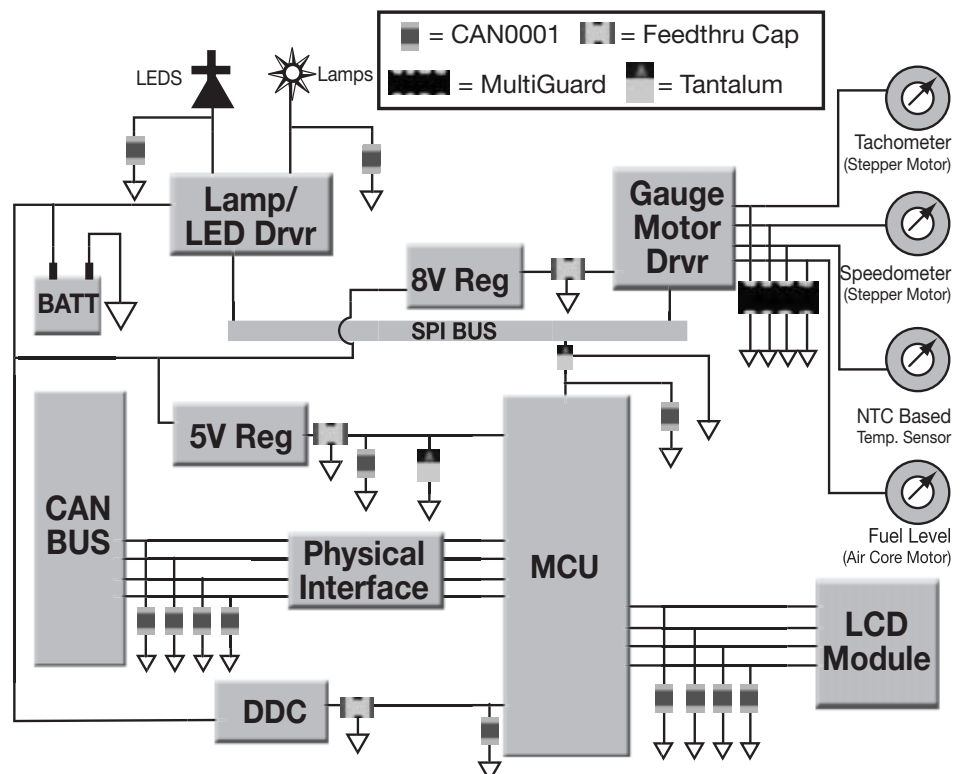 = CAN0001
= Feedthru Cap
= MultiGuard
= Tantalum
LEDS
Lamps
Tachometer
(Stepper Motor)
Lamp/
LED Drvr
Gauge
Motor
Drvr
8V Reg
Speedometer
(Stepper Motor)
BATT
SPI BUS
NTC Based
Temp. Sensor
5V Reg
CAN
BUS
Physical
Interface
MCU
Fuel Level
(Air Core Motor)
LCD
Module
DDC